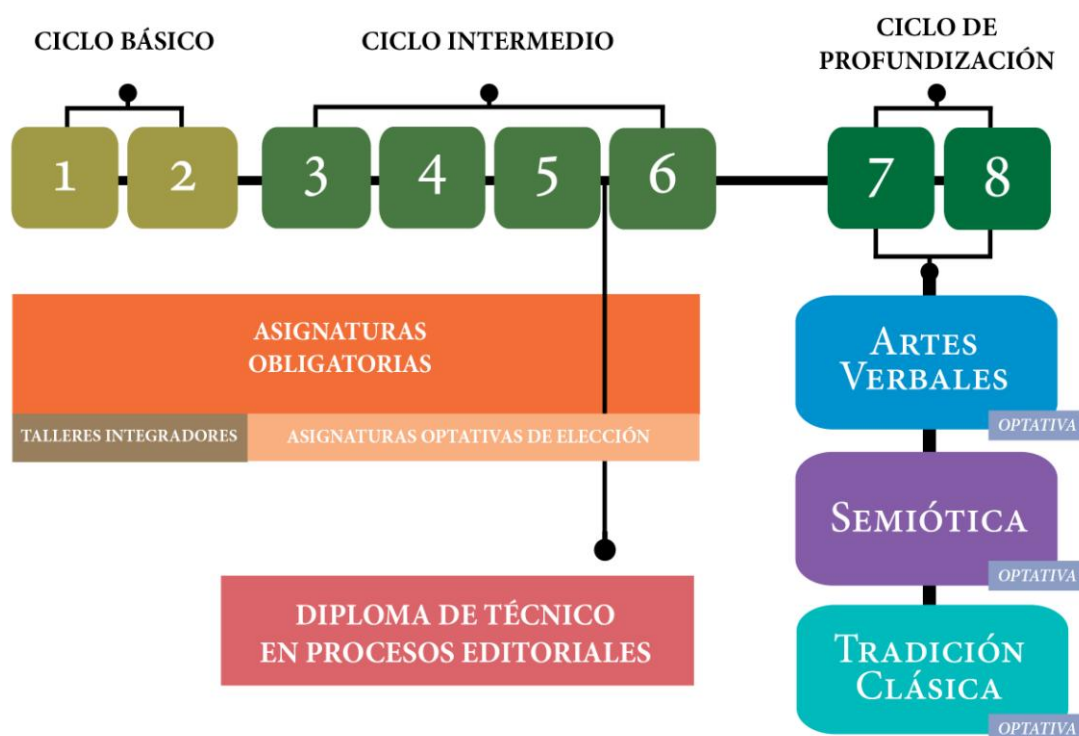 CICLO BÁSICO
CICLO INTERMEDIO
CICLO DE
PROFUNDIZACIÓN
1
2
3
4
5
6
7
8
ASIGNATURAS
OBLIGATORIAS
TALLERES INTEGRADORES
ASIGNATURAS OPTATIVAS DE ELECCIÓN
DIPLOMA DE TÉCNICO
EN PROCESOS EDITORIALES
ARTES
VERBALES
OPTATIVA
SEMIÓTICA
OPTATIVA
TRADICIÓN
CLÁSICA
OPTATIVA